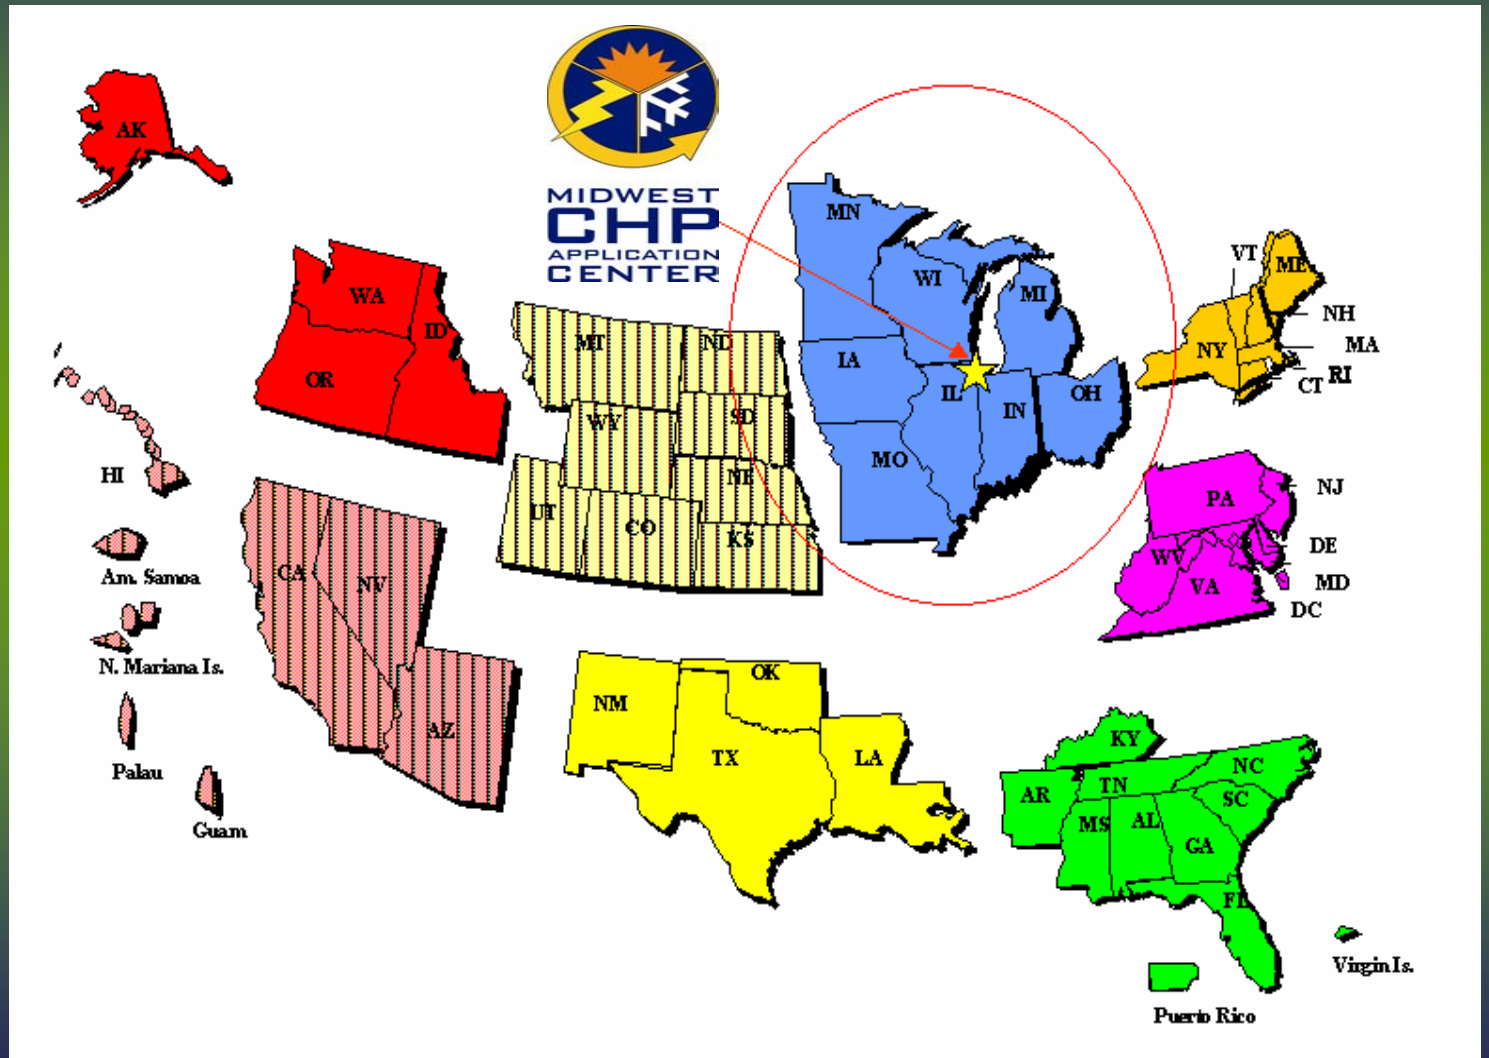 MIDWEST
CHP
APPLICATION
CENTER
AK
WA
ID
OR
HI
Am. Samoa
N. Mariana Is.
Palau
Guam
CA
NV
AZ
MT
ND
WY
SD
NE
UT
CO
KS
MN
WI
MI
IA
IL
IN
OH
MO
VT
ME
NH
NY
MA
CT
RI
PA
NJ
WV
VA
DE
MD
DC
NM
OK
TX
LA
KY
NC
TN
SC
AR
MS
AL
GA
FL
Virgin Is.
Puerto Rico